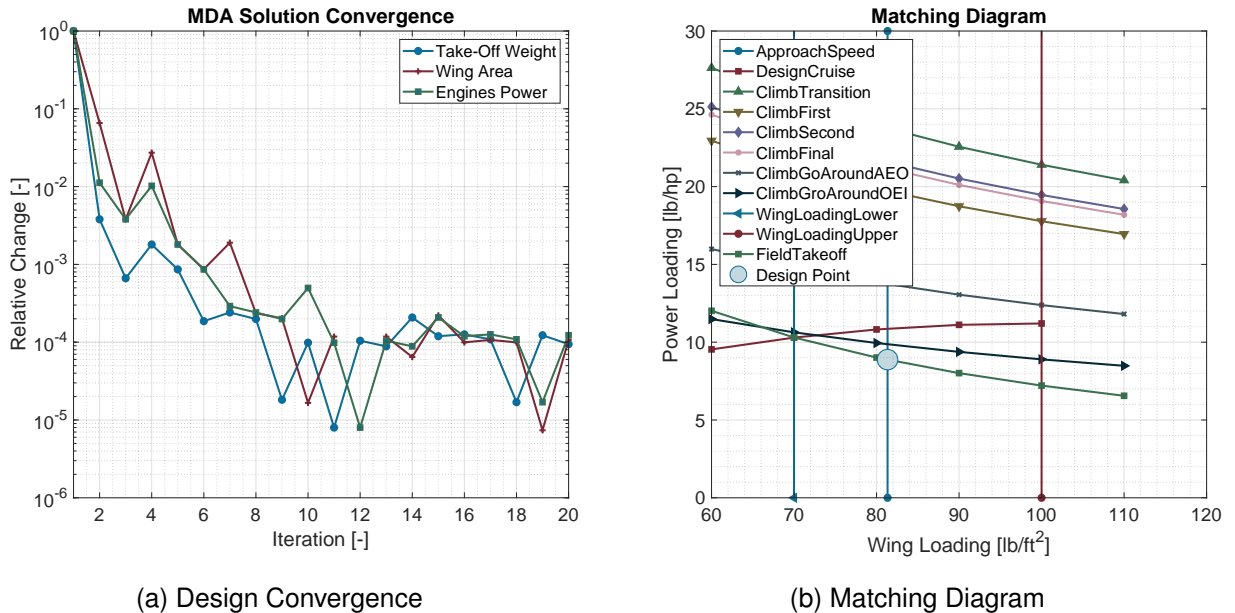 MDA Solution Convergence
10^0
10^-1
10^-2
10^-3
10^-4
10^-5
10^-6
Relative Change [-]
2 4 6 8 10 12 14 16 18 20
Iteration [-]
Take-Off Weight
Wing Area
Engines Power
(a) Design Convergence
Matching Diagram
30
25
20
15
10
5
0
Power Loading [lb/hp]
60 70 80 90 100 110 120
Wing Loading [lb/ft^2]
ApproachSpeed
DesignCruise
ClimbTransition
ClimbFirst
ClimbSecond
ClimbFinal
ClimbGoAroundAEO
ClimbGroAroundOEI
WingLoadingLower
WingLoadingUpper
FieldTakeoff
Design Point
(b) Matching Diagram